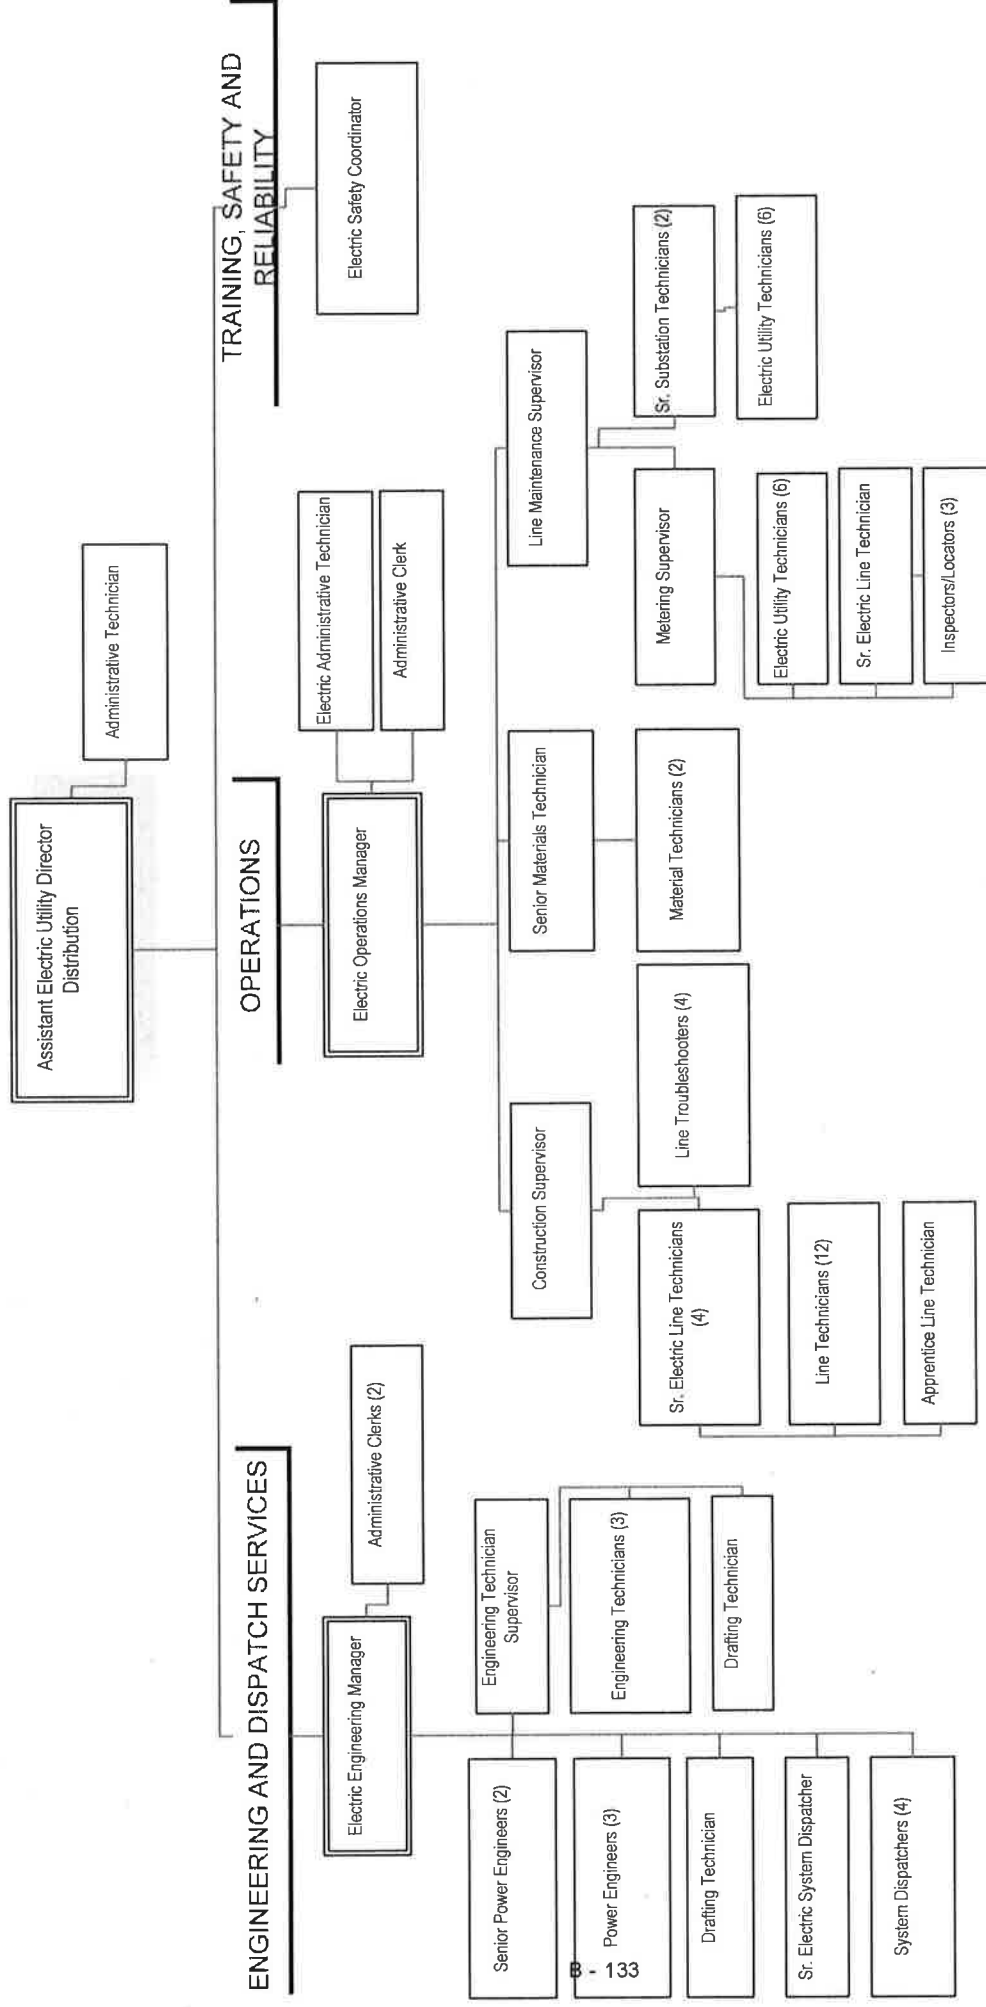 Assistant Electric Utility Director
Distribution
Administrative Technician
ENGINEERING AND DISPATCH SERVICES
Electric Engineering Manager
Administrative Clerks (2)
Senior Power Engineers (2)
Power Engineers (3)
Drafting Technician
Sr. Electric System Dispatcher
System Dispatchers (4)
Engineering Technician
Supervisor
Engineering Technicians (3)
Drafting Technician
OPERATIONS
Electric Operations Manager
Electric Administrative Technician
Administrative Clerk
Construction Supervisor
Sr. Electric Line Technicians
(4)
Line Technicians (12)
Apprentice Line Technician
Line Troubleshooters (4)
Senior Materials Technician
Material Technicians (2)
Line Maintenance Supervisor
Metering Supervisor
Electric Utility Technicians (6)
Sr. Electric Line Technician
Inspectors/Locators (3)
Sr. Substation Technicians (2)
Electric Utility Technicians (6)
TRAINING, SAFETY AND
RELIABILITY
Electric Safety Coordinator
B - 133